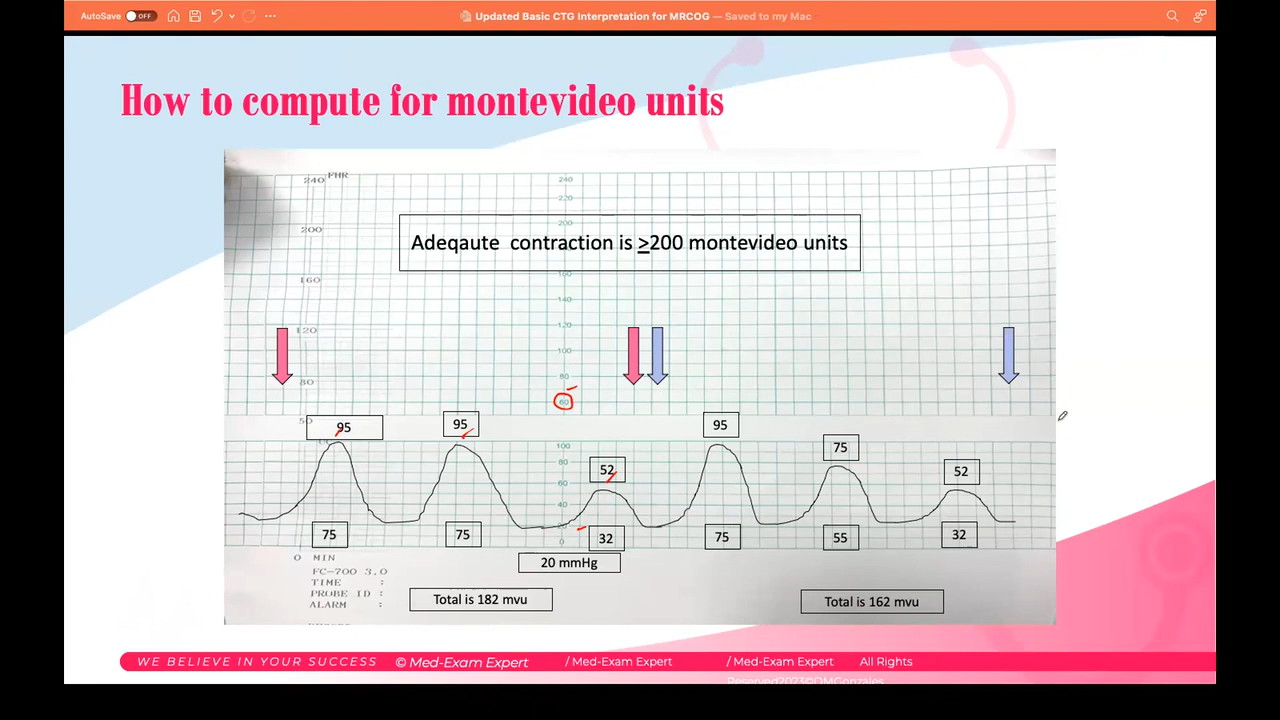 AutoSave OFF
Updated Basic CTG Interpretation for MRCOG — Saved to my Mac
How to compute for montevideo units
240 FHR
240
220
200
200
Adeqaute contraction is >200 montevideo units
160
160
140
120
120
100
80
80
60
50
95
95
95
100
75
80
52
52
60
40
20
75
75
32
75
55
32
0
20 mmHg
0 MIN
FC-700 3.0
TIME :
PROBE ID :
ALARM :
Total is 182 mvu
Total is 162 mvu
WE BELIEVE IN YOUR SUCCESS © Med-Exam Expert / Med-Exam Expert / Med-Exam Expert All Rights
Reserved2023©DMGonzales